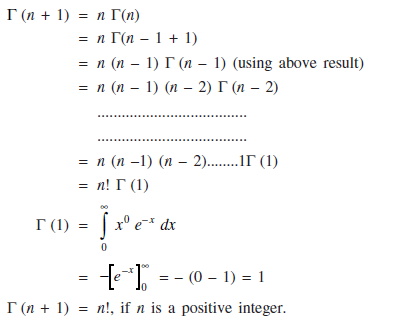 Γ (n + 1) = n Γ(n)
= n Γ(n – 1 + 1)
= n (n – 1) Γ (n – 1) (using above result)
= n (n – 1) (n – 2) Γ (n – 2)
.....................................
.....................................
= n (n –1) (n – 2)........1Γ (1)
= n! Γ (1)
Γ (1) = ∫₀^∞ x⁰ e⁻ˣ dx
= –[e⁻ˣ]₀^∞ = – (0 – 1) = 1
Γ (n + 1) = n!, if n is a positive integer.